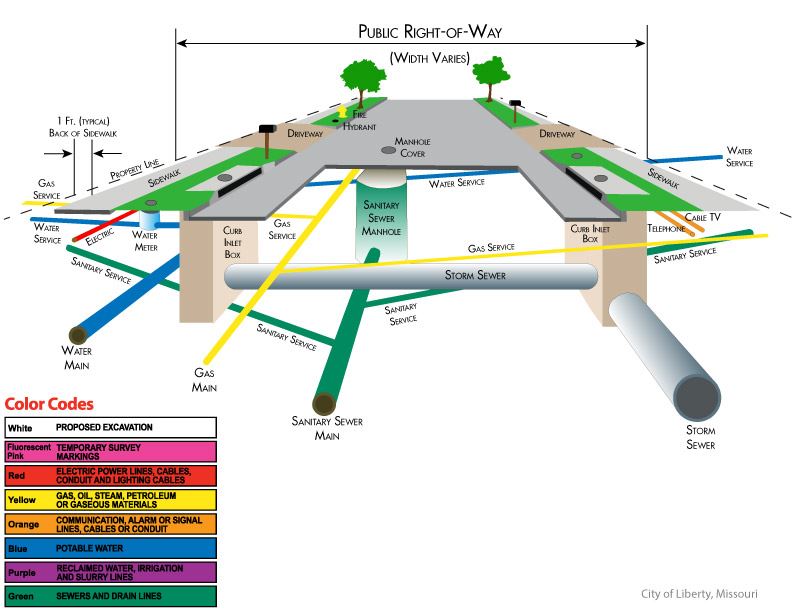 PUBLIC RIGHT-OF-WAY
(WIDTH VARIES)
1 FT. (TYPICAL)
BACK OF SIDEWALK
PROPERTY LINE
SIDEWALK
DRIVEWAY
FIRE
HYDRANT
MANHOLE
COVER
DRIVEWAY
SIDEWALK
WATER
SERVICE
GAS
SERVICE
WATER
SERVICE
ELECTRIC
WATER
METER
SANITARY SERVICE
CURB
INLET
BOX
GAS
SERVICE
WATER SERVICE
SANITARY
SEWER
MANHOLE
GAS SERVICE
CURB INLET
BOX
CABLE TV
TELEPHONE
SANITARY SERVICE
STORM SEWER
SANITARY SERVICE
SANITARY
SERVICE
WATER
MAIN
GAS
MAIN
SANITARY SEWER
MAIN
STORM
SEWER
Color Codes
White PROPOSED EXCAVATION
Fluorescent
Pink
TEMPORARY SURVEY
MARKINGS
Red
ELECTRIC POWER LINES, CABLES,
CONDUIT AND LIGHTING CABLES
Yellow
GAS, OIL, STEAM, PETROLEUM
OR GASEOUS MATERIALS
Orange
COMMUNICATION, ALARM OR SIGNAL
LINES, CABLES OR CONDUIT
Blue POTABLE WATER
Purple
RECLAIMED WATER, IRRIGATION
AND SLURRY LINES
Green SEWERS AND DRAIN LINES
City of Liberty, Missouri